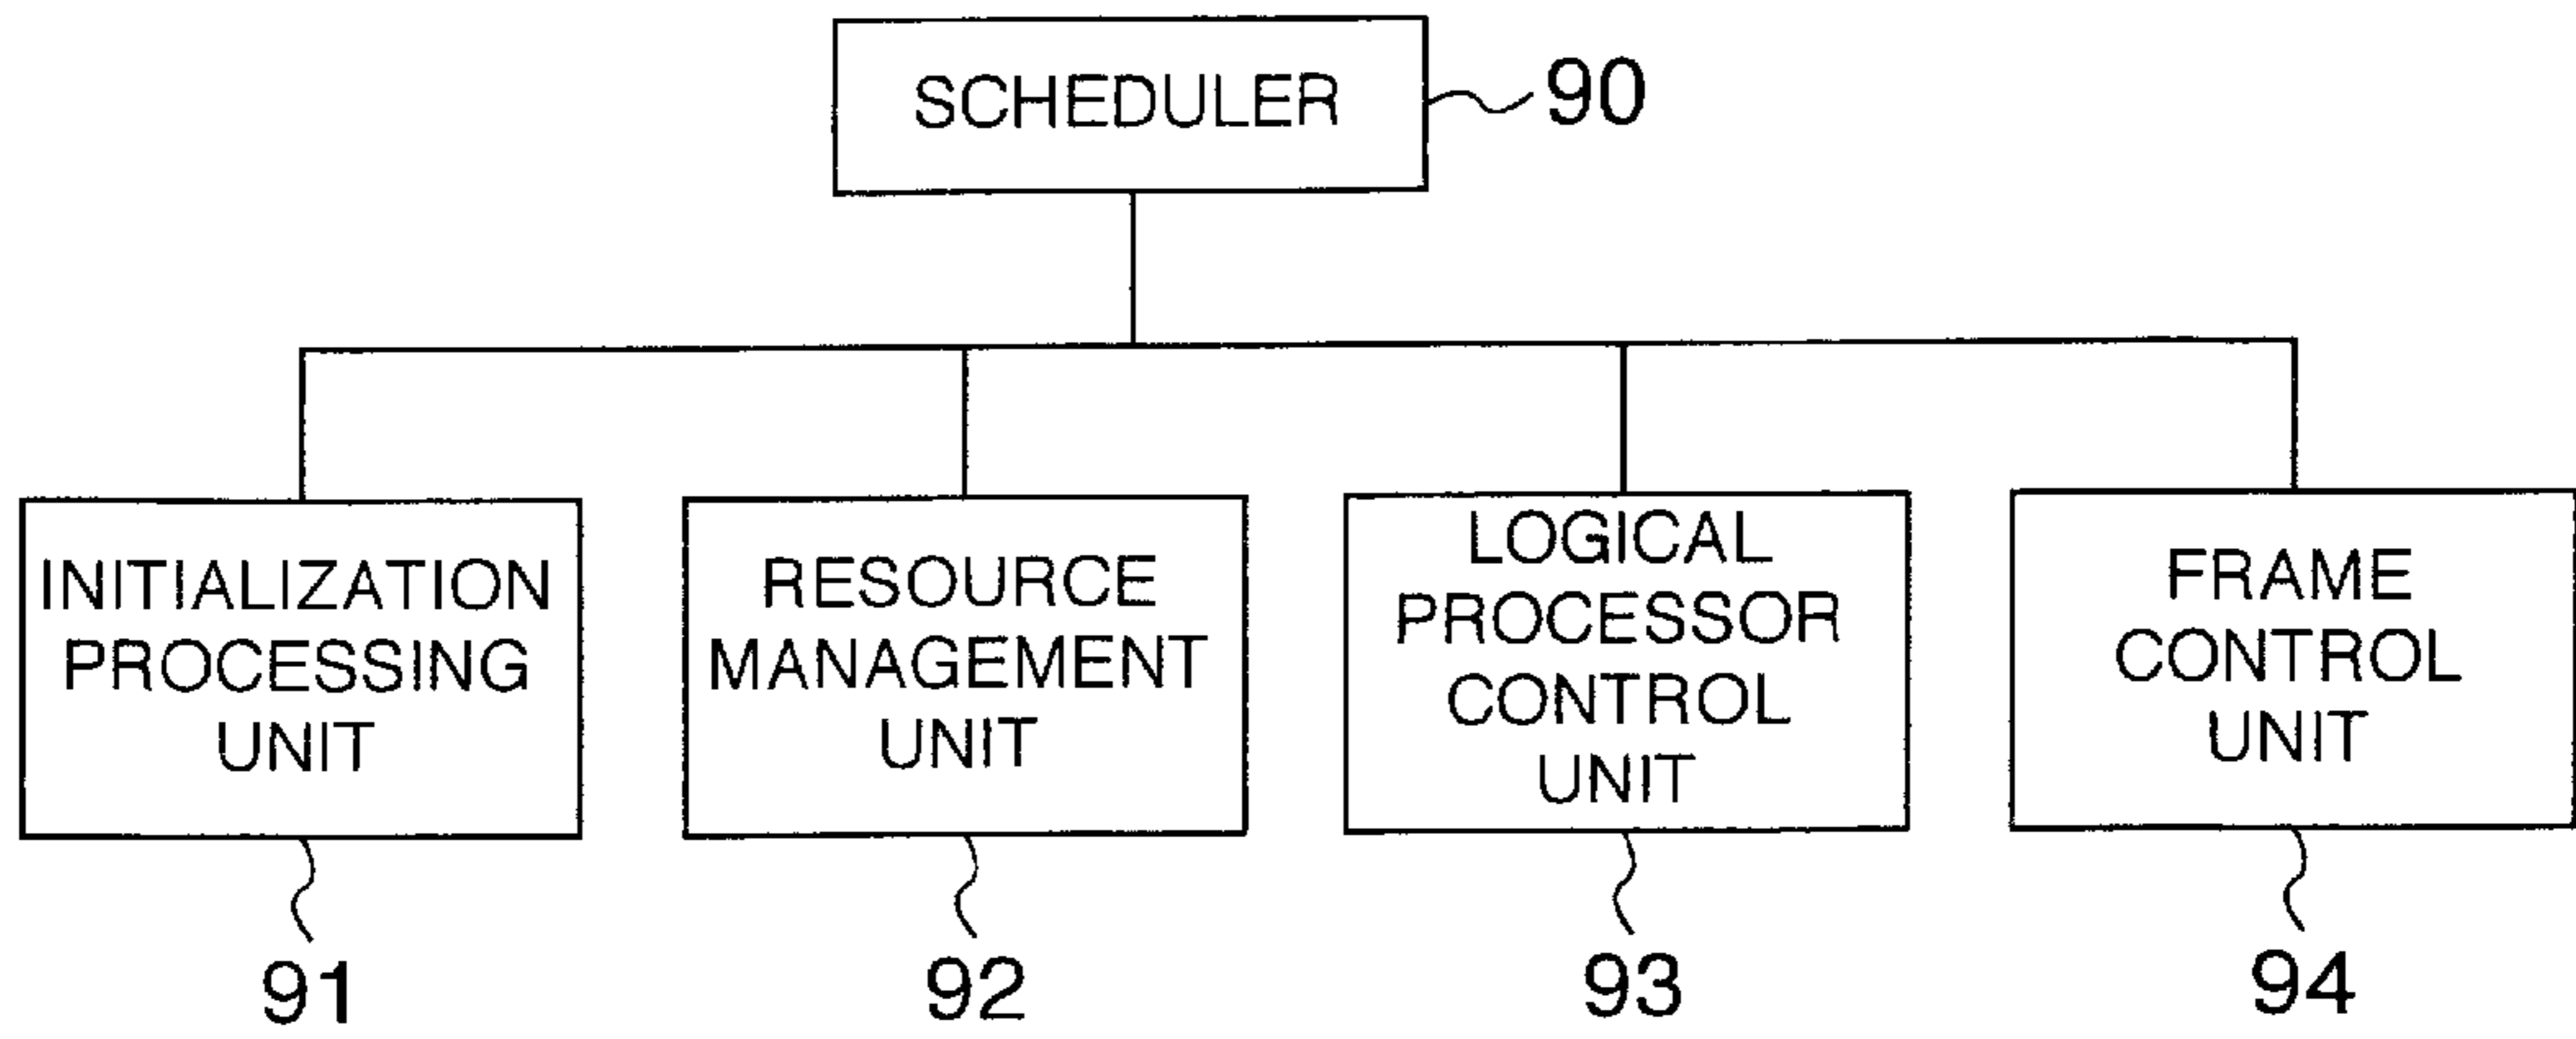 SCHEDULER
90
INITIALIZATION
PROCESSING
UNIT
RESOURCE
MANAGEMENT
UNIT
LOGICAL
PROCESSOR
CONTROL
UNIT
FRAME
CONTROL
UNIT
91
92
93
94